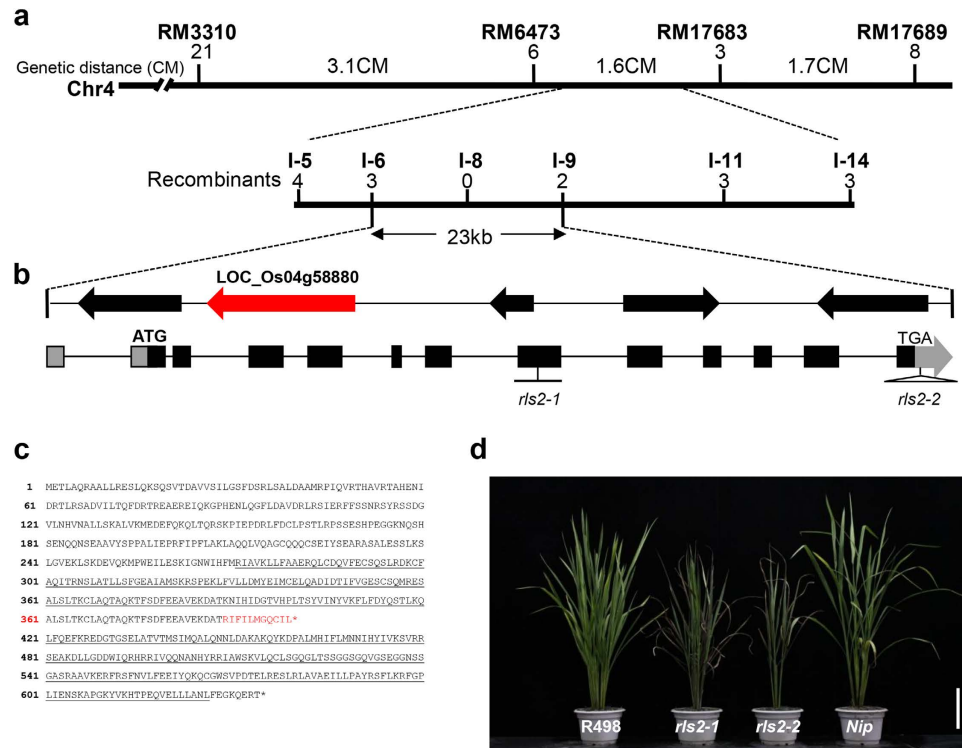 a
RM3310 RM6473 RM17683 RM17689
21 6 3 8
Genetic distance (CM) 3.1CM 1.6CM 1.7CM
Chr4
I-5 I-6 I-8 I-9 I-11 I-14
Recombinants 4 3 0 2 3 3
23kb
b
LOC_Os04g58880
ATG TGA
rls2-1 rls2-2
c
1 METLAQRAALLRESLQKSQSVTDAVVSILGSFDSRLSALDAAMRPIQVRTHAVRTAHENI
61 DRTLRSADVILTQFDRTREAEREIQKGPHENLQGFLDAVDRLRSIERFFSSNRSYRSSDG
121 VLNHVNALLSKALVKMEDEFQKQLTQRSKPIEPDRLFDCLPSTLRPSSESHPEGGKNQSH
181 SENQQNSEAAVYSPPALIEPRFIPFLAKLAQQLVQAGCQQQCSEIYSEARASALESSLKS
241 LGVEKLSKDEVQKMPWEILESKIGNWIHFMRIAVKLLFAAERQLCDQVFECSQSLRDKCF
301 AQITRNSLATLLSFGEAIAMSKRSPEKLFVLLDMYEIMCELQADIDTIFVGESCSQMRES
361 ALSLTKCLAQTAQKTFSDFEEAVEKDATKNIHIDGTVHPLTSYVINYVKFLFDYQSTLKQ
361 ALSLTKCLAQTAQKTFSDFEEAVEKDATRIFILMGQCIL*
421 LFQEFKREDGTGSELATVTMSIMQALQNNLDAKAKQYKDPALMHIFLMNNIHYIVKSVRR
481 SEAKDLLGDDWIQRHRRIVQQNANHYRRIAWSKVLQCLSGQGLTSSGGSGQVGSEGGNSS
541 GASRAAVKERFRSFNVLFEEIYQKQCGWSVPDTELRESLRLAVAEILLPAYRSFLKRFGP
601 LIENSKAPGKYVKHTPEQVELLLANLFEGKQERT*
d
R498 rls2-1 rls2-2 Nip